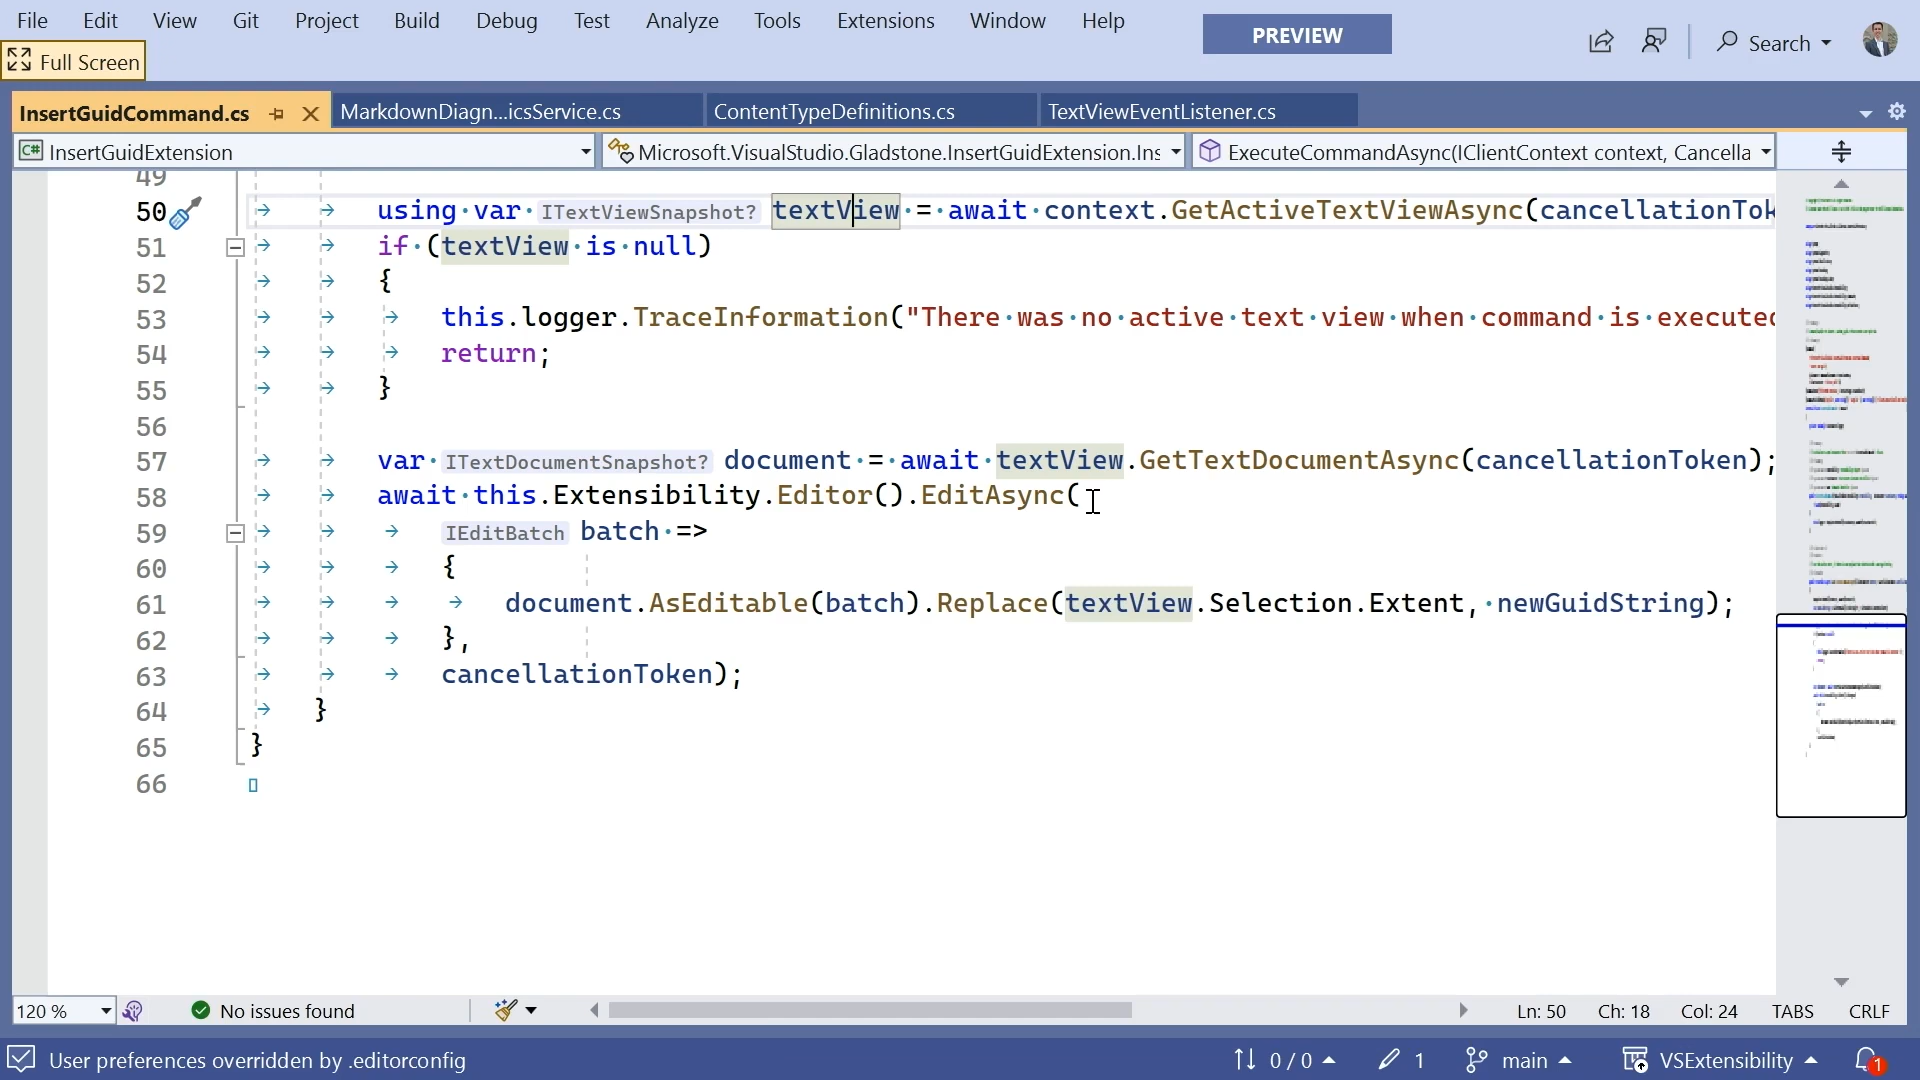 File Edit View Git Project Build Debug Test Analyze Tools Extensions Window Help PREVIEW Search
Full Screen
InsertGuidCommand.cs MarkdownDiagn...icsService.cs ContentTypeDefinitions.cs TextViewEventListener.cs
C# InsertGuidExtension Microsoft.VisualStudio.Gladstone.InsertGuidExtension.Ins ExecuteCommandAsync(IClientContext context, Cancella
49
50 using var ITextViewSnapshot? textView = await context.GetActiveTextViewAsync(cancellationTok
51 if (textView is null)
52 {
53 this.logger.TraceInformation("There was no active text view when command is executed
54 return;
55 }
56
57 var ITextDocumentSnapshot? document = await textView.GetTextDocumentAsync(cancellationToken);
58 await this.Extensibility.Editor().EditAsync(
59 IEditBatch batch =>
60 {
61 document.AsEditable(batch).Replace(textView.Selection.Extent, newGuidString);
62 },
63 cancellationToken);
64 }
65 }
66
120 % No issues found Ln: 50 Ch: 18 Col: 24 TABS CRLF
User preferences overridden by .editorconfig 0 / 0 1 main VSExtensibility 1